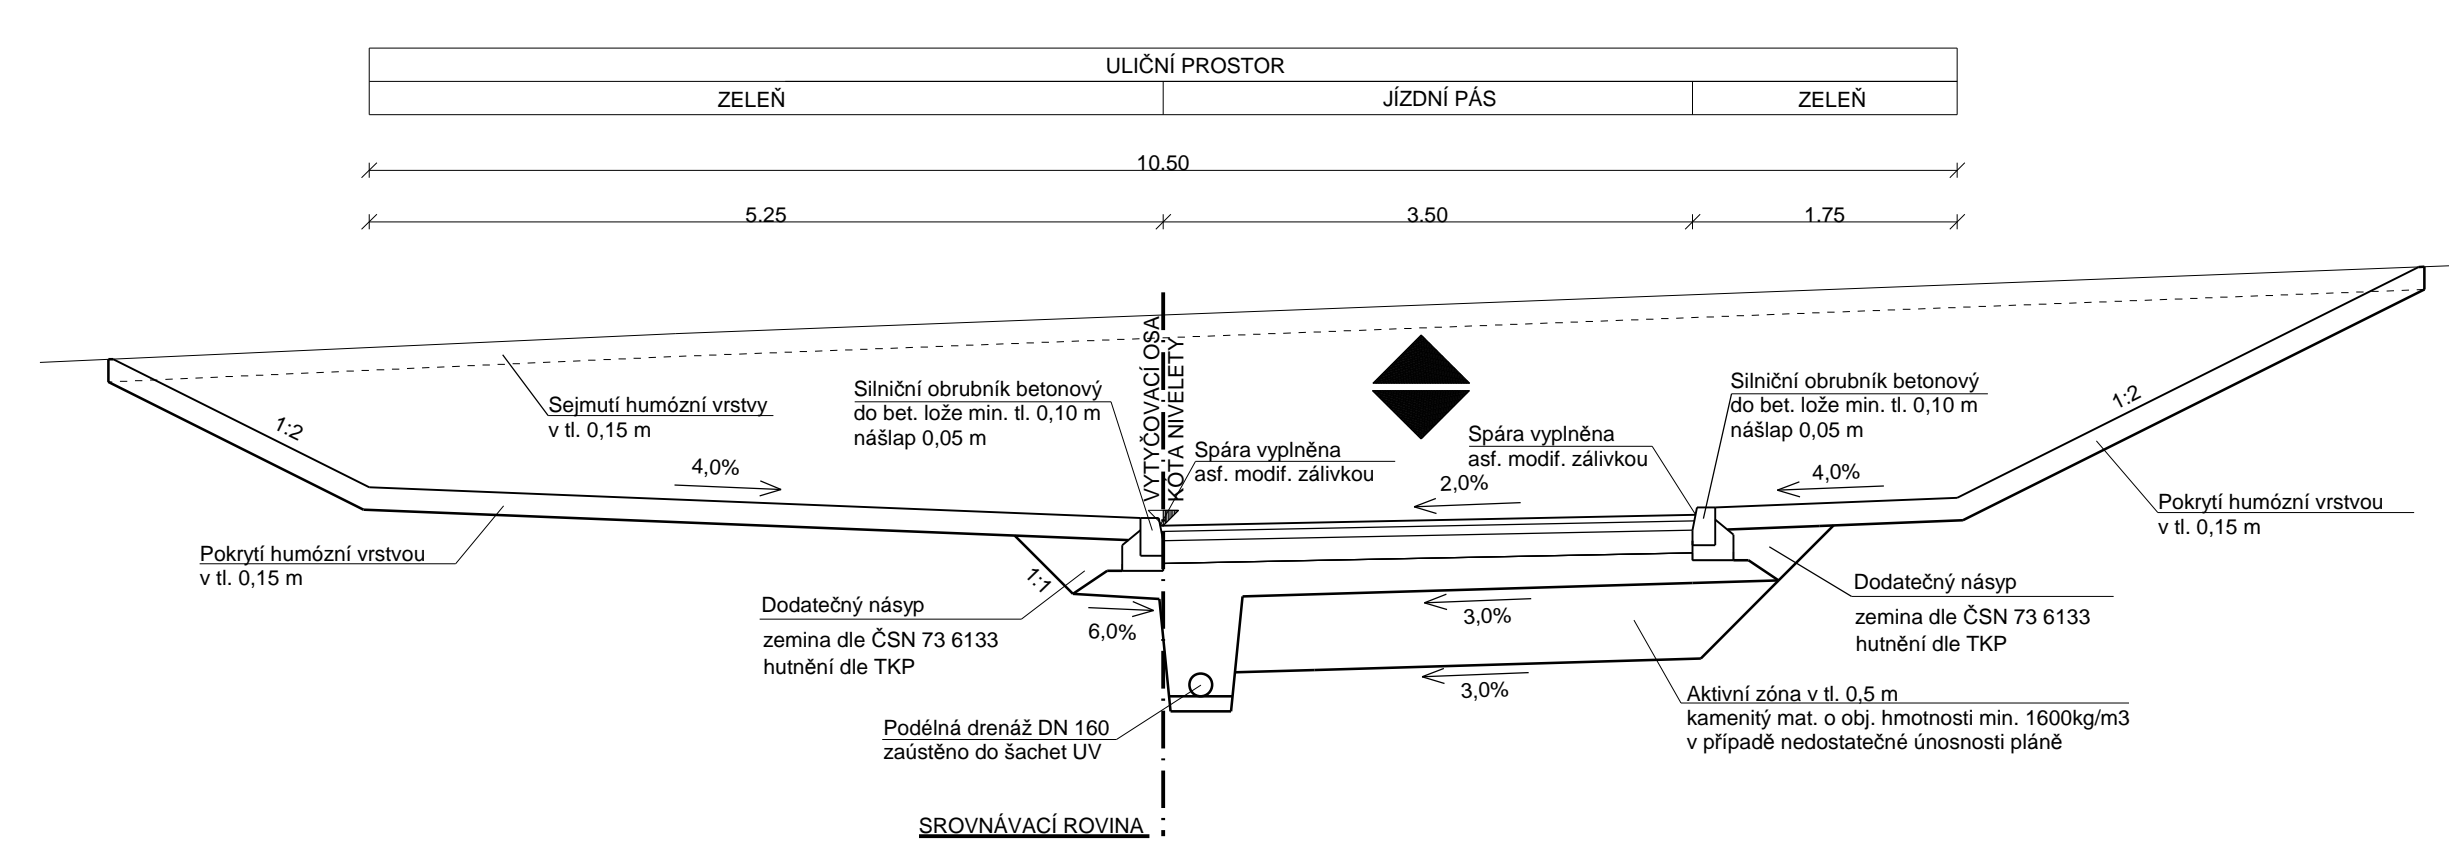 ULIČNÍ PROSTOR
ZELEŇ
JÍZDNÍ PÁS
ZELEŇ
10.50
5.25
3.50
1.75
VYTYČOVACÍ OSA
KOTA NIVELETY
Sejmutí humózní vrstvy
v tl. 0,15 m
1:2
4,0%
Silniční obrubník betonový
do bet. lože min. tl. 0,10 m
nášlap 0,05 m
Spára vyplněna
asf. modif. zálivkou
Spára vyplněna
asf. modif. zálivkou
2,0%
Silniční obrubník betonový
do bet. lože min. tl. 0,10 m
nášlap 0,05 m
4,0%
1:2
Pokrytí humózní vrstvou
v tl. 0,15 m
Pokrytí humózní vrstvou
v tl. 0,15 m
1:1
Dodatečný násyp
zemina dle ČSN 73 6133
hutnění dle TKP
6,0%
3,0%
3,0%
Dodatečný násyp
zemina dle ČSN 73 6133
hutnění dle TKP
Podélná drenáž DN 160
zaústěno do šachet UV
Aktivní zóna v tl. 0,5 m
kamenitý mat. o obj. hmotnosti min. 1600kg/m3
v případě nedostatečné únosnosti pláně
SROVNÁVACÍ ROVINA